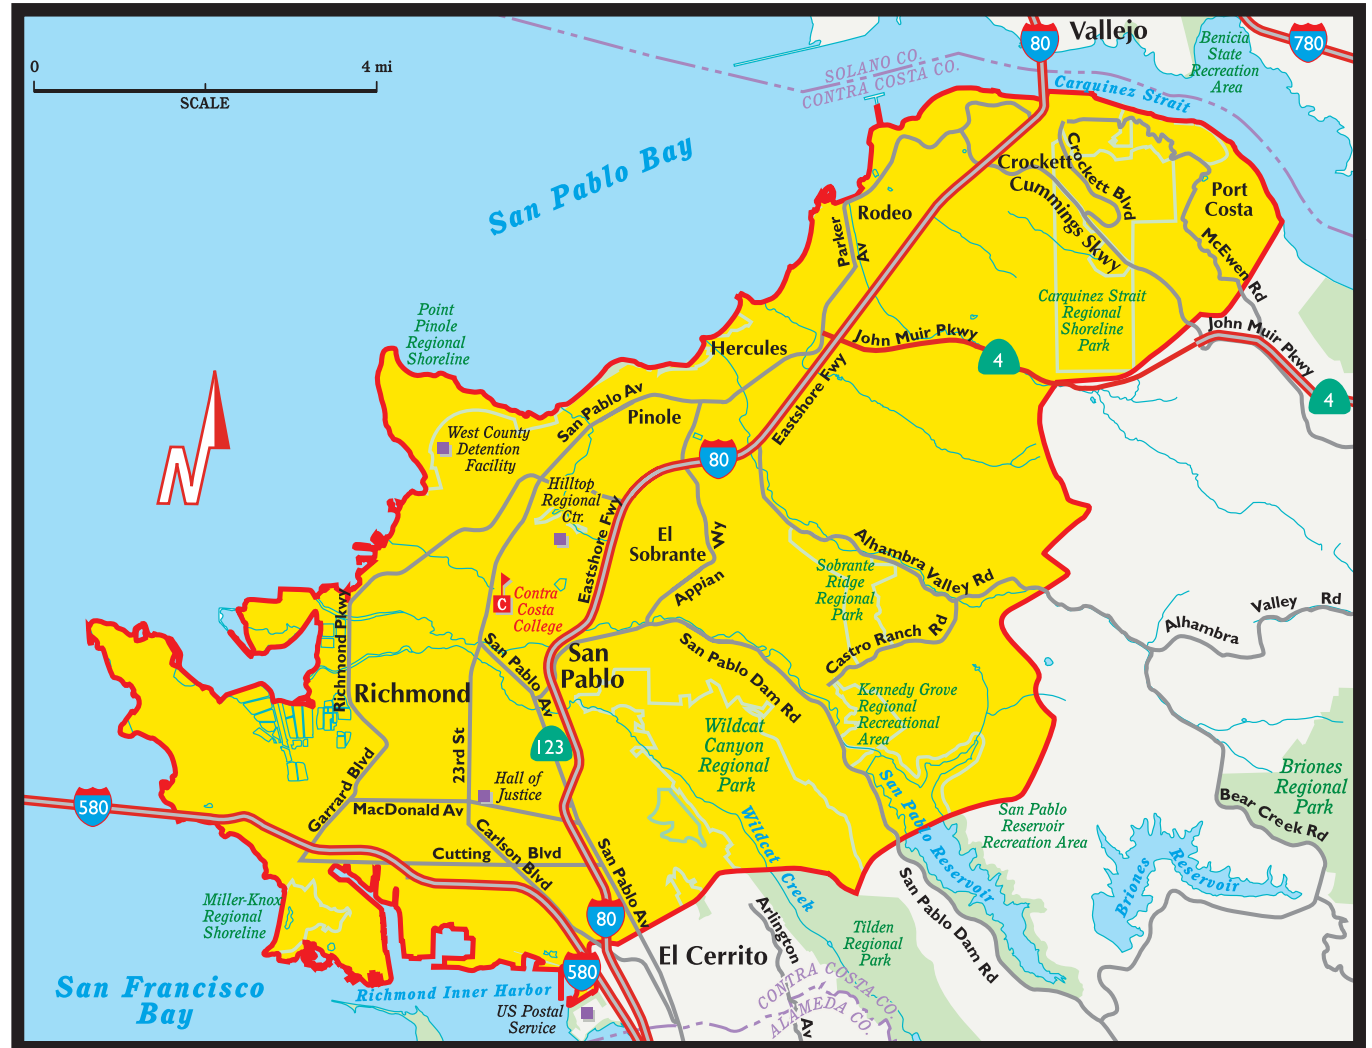 0
4 mi
SCALE
80
Vallejo
780
Benicia
State
Recreation
Area
SOLANO CO.
CONTRA COSTA CO.
Carquinez Strait
San Pablo Bay
Crockett
Crockett Blvd
Cummings Skwy
Port
Costa
McEwen Rd
Rodeo
Parker
Av
Carquinez Strait
Regional
Shoreline
Park
John Muir Pkwy
4
John Muir Pkwy
4
Point
Pinole
Regional
Shoreline
Hercules
Eastshore Fwy
San Pablo Av
Pinole
80
West County
Detention
Facility
Hilltop
Regional
Ctr.
Eastshore Fwy
El
Sobrante
Appian
Wy
Alhambra Valley Rd
Sobrante
Ridge
Regional
Park
Castro Ranch Rd
Alhambra
Valley
Rd
N
C
Contra
Costa
College
San Pablo Av
San
Pablo
San Pablo Dam Rd
Kennedy Grove
Regional
Recreational
Area
Richmond Pkwy
Richmond
23rd St
123
Wildcat
Canyon
Regional
Park
Hall of
Justice
580
Garrard Blvd
MacDonald Av
Carlson Blvd
Cutting
Blvd
San Pablo Av
Wildcat
Creek
San Pablo Reservoir
San Pablo
Reservoir
Recreation Area
Briones
Regional
Park
Bear Creek Rd
Briones
Reservoir
Miller-Knox
Regional
Shoreline
80
580
El Cerrito
Arlington
Av
Tilden
Regional
Park
San Pablo Dam Rd
San Francisco
Bay
Richmond Inner Harbor
US Postal
Service
CONTRA COSTA CO.
ALAMEDA CO.